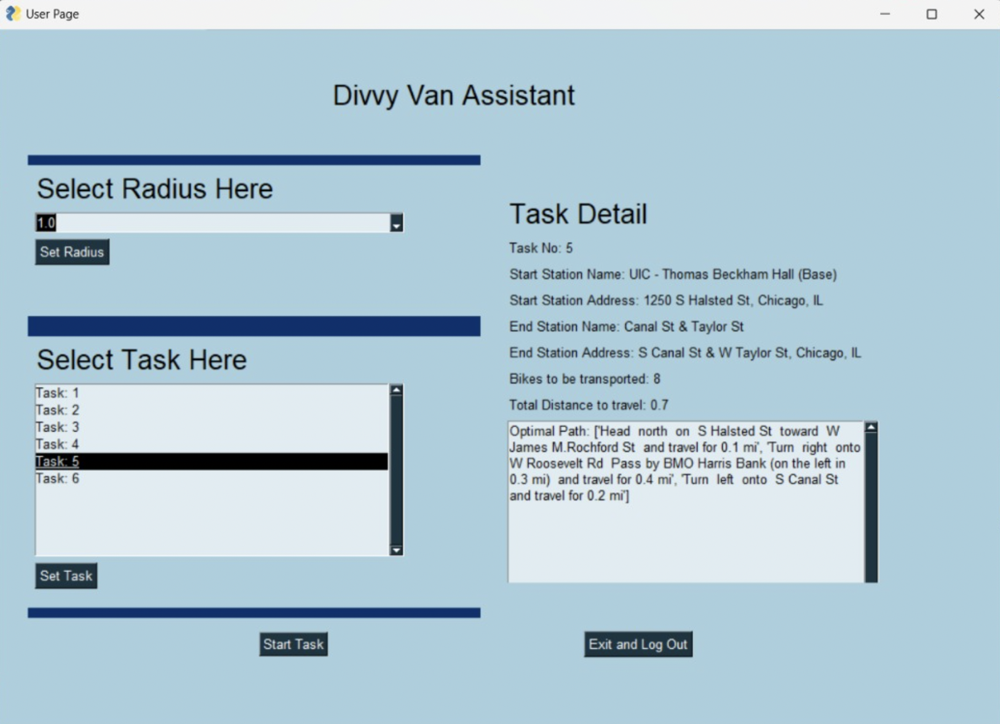 User Page
Divvy Van Assistant
Select Radius Here
1.0
Set Radius
Select Task Here
Task: 1
Task: 2
Task: 3
Task: 4
Task: 5
Task: 6
Set Task
Start Task
Task Detail
Task No: 5
Start Station Name: UIC - Thomas Beckham Hall (Base)
Start Station Address: 1250 S Halsted St, Chicago, IL
End Station Name: Canal St & Taylor St
End Station Address: S Canal St & W Taylor St, Chicago, IL
Bikes to be transported: 8
Total Distance to travel: 0.7
Optimal Path: ['Head  north  on  S Halsted St  toward  W
James M.Rochford St  and travel for 0.1 mi', 'Turn  right  onto
W Roosevelt Rd  Pass by BMO Harris Bank (on the left in
0.3 mi)  and travel for 0.4 mi', 'Turn  left  onto  S Canal St
and travel for 0.2 mi']
Exit and Log Out